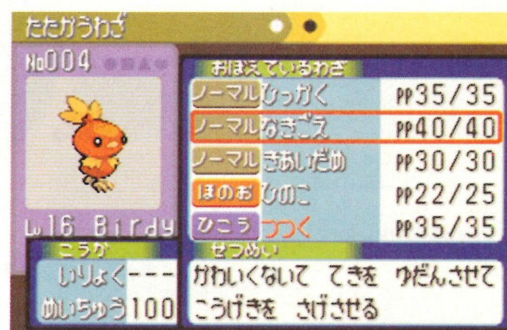 たたかうわざ
No004
おぼえているわざ
ノーマル ひっかく PP35/35
ノーマル なきごえ PP40/40
ノーマル きあいだめ PP30/30
ほのお ひのこ PP22/25
ひこう つつく PP35/35
Lv16 Birdy
こうか
いりょく---
めいちゅう100
せつめい
かわいくないて てきを ゆだんさせて
こうげきを さげさせる